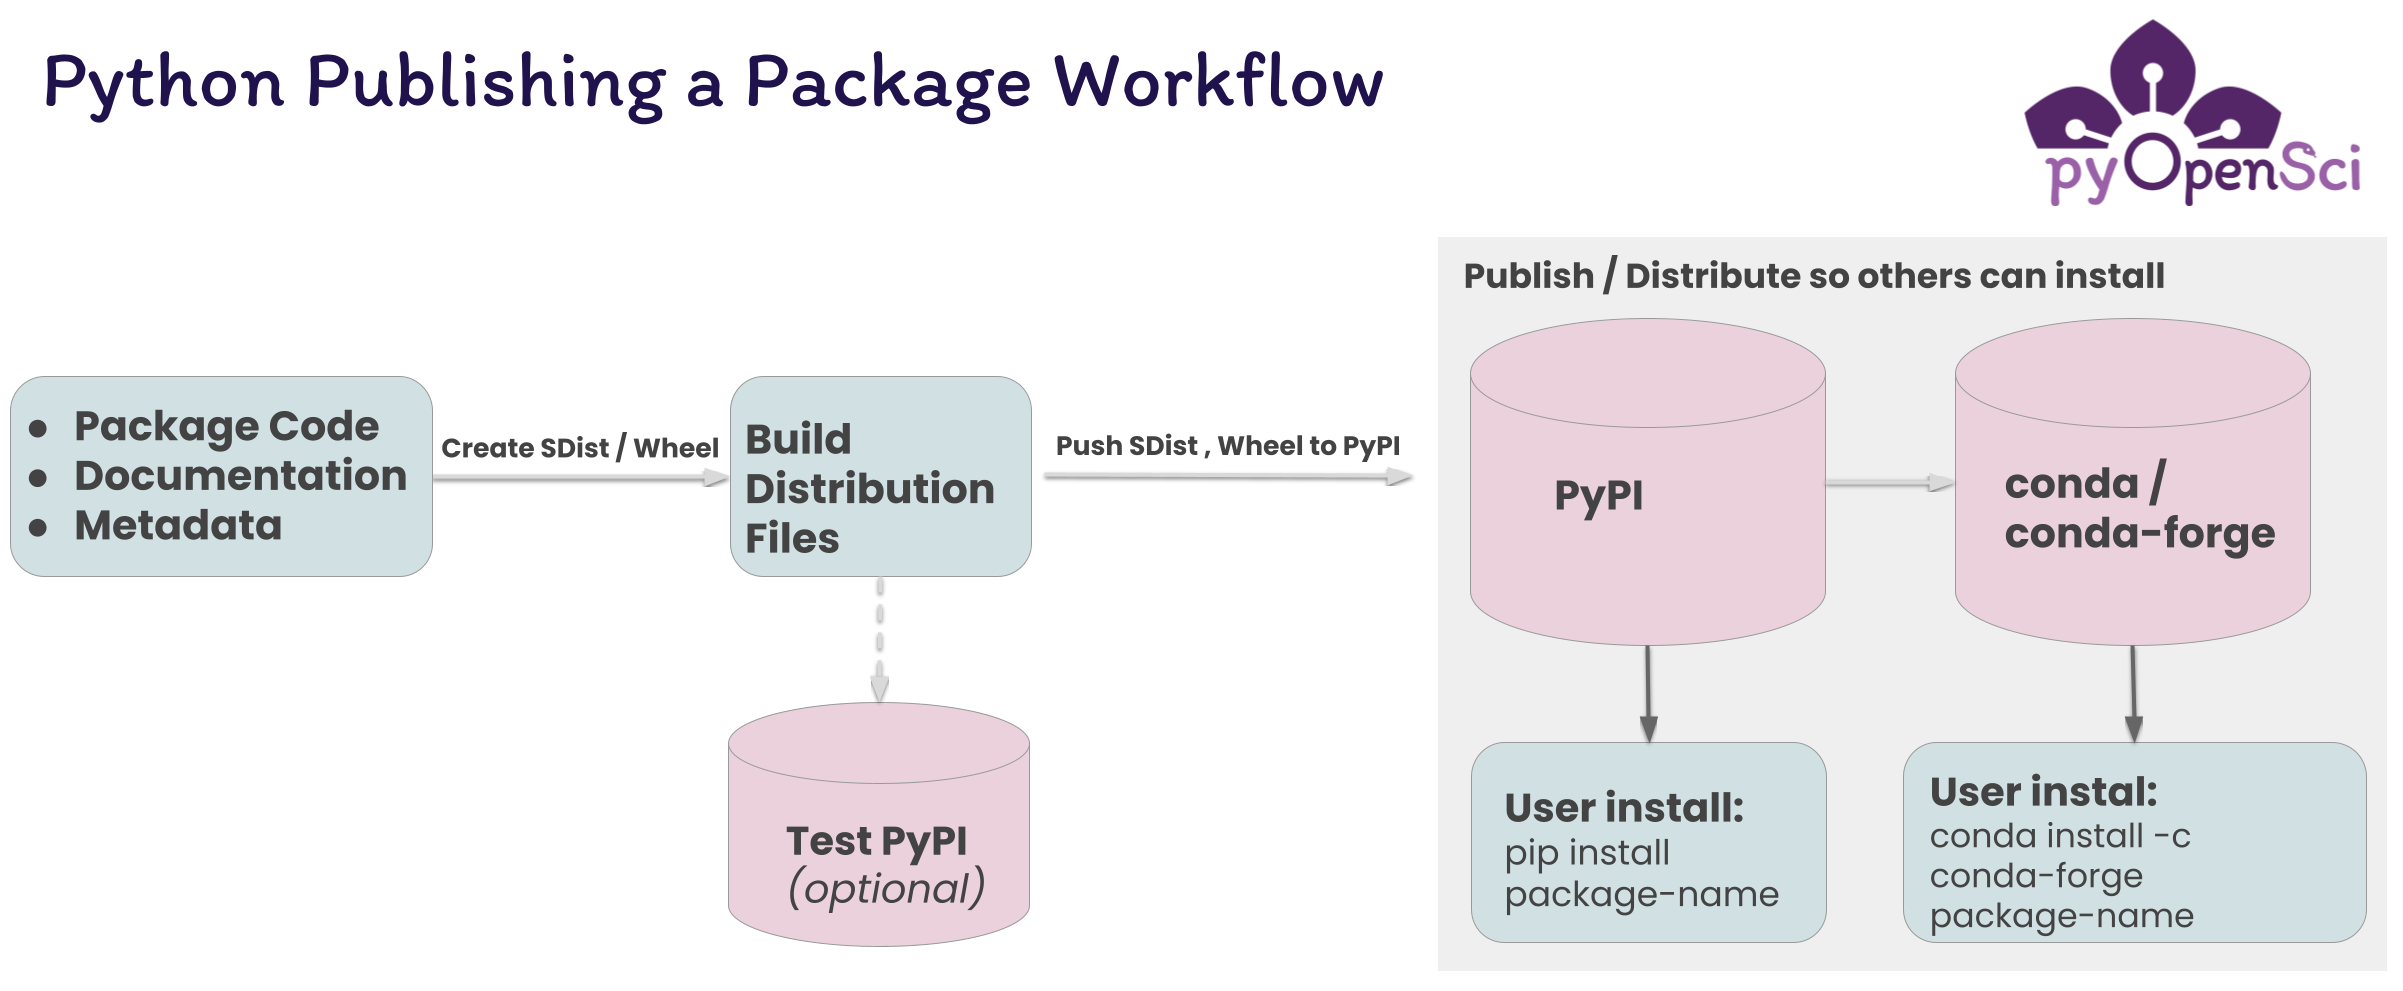 Python Publishing a Package Workflow
pyOpenSci
Publish / Distribute so others can install
● Package Code
● Documentation
● Metadata
Create SDist / Wheel
Build
Distribution
Files
Push SDist , Wheel to PyPI
PyPI
conda /
conda-forge
Test PyPI
(optional)
User install:
pip install
package-name
User instal:
conda install -c
conda-forge
package-name